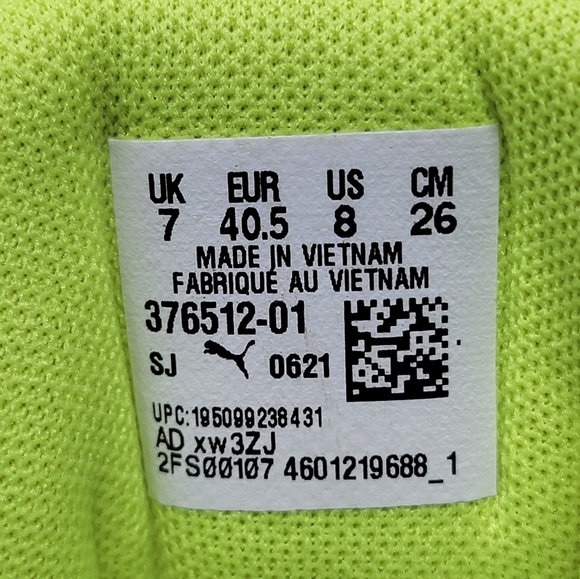 UK EUR US CM
7 40.5 8 26
MADE IN VIETNAM
FABRIQUÉ AU VIETNAM
376512-01
SJ 0621
UPC:195099238431
AD xw3ZJ
2FS00107 4601219688_1